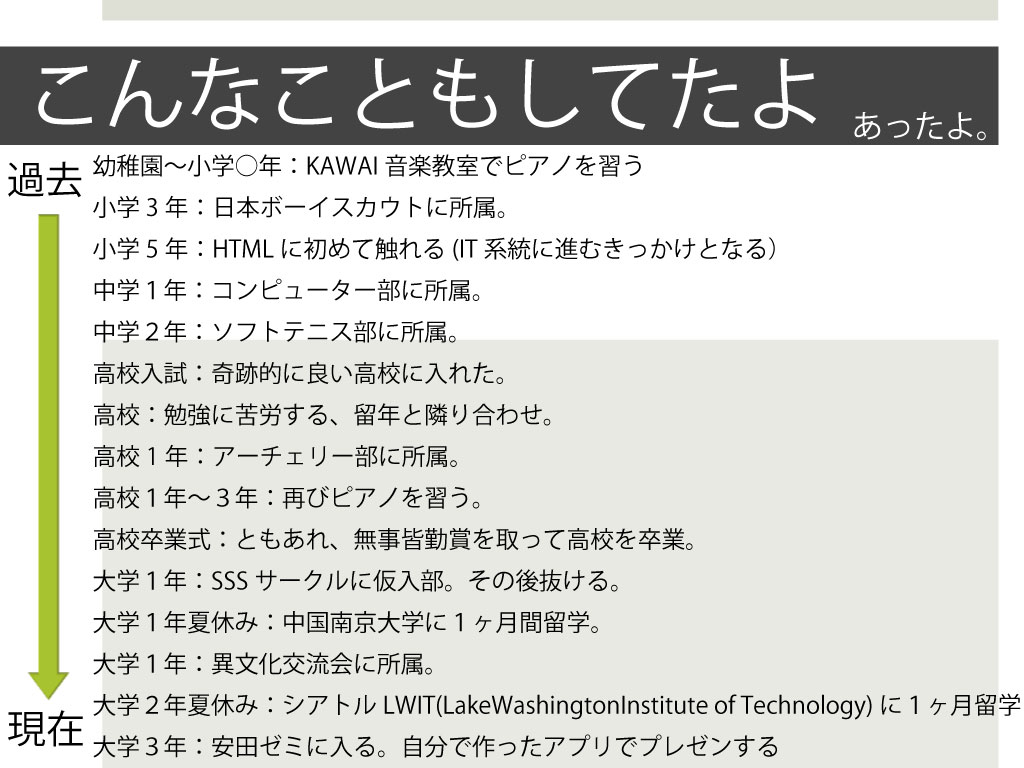 こんなこともしてたよ
あったよ。
過去
幼稚園～小学○年：KAWAI 音楽教室でピアノを習う
小学３年：日本ボーイスカウトに所属。
小学５年：HTML に初めて触れる (IT 系統に進むきっかけとなる）
中学１年：コンピューター部に所属。
中学２年：ソフトテニス部に所属。
高校入試：奇跡的に良い高校に入れた。
高校：勉強に苦労する、留年と隣り合わせ。
高校１年：アーチェリー部に所属。
高校１年～３年：再びピアノを習う。
高校卒業式：ともあれ、無事皆勤賞を取って高校を卒業。
大学１年：SSS サークルに仮入部。その後抜ける。
大学１年夏休み：中国南京大学に１ヶ月間留学。
大学１年：異文化交流会に所属。
大学２年夏休み：シアトル LWIT(LakeWashingtonInstitute of Technology) に１ヶ月留学
現在
大学３年：安田ゼミに入る。自分で作ったアプリでプレゼンする